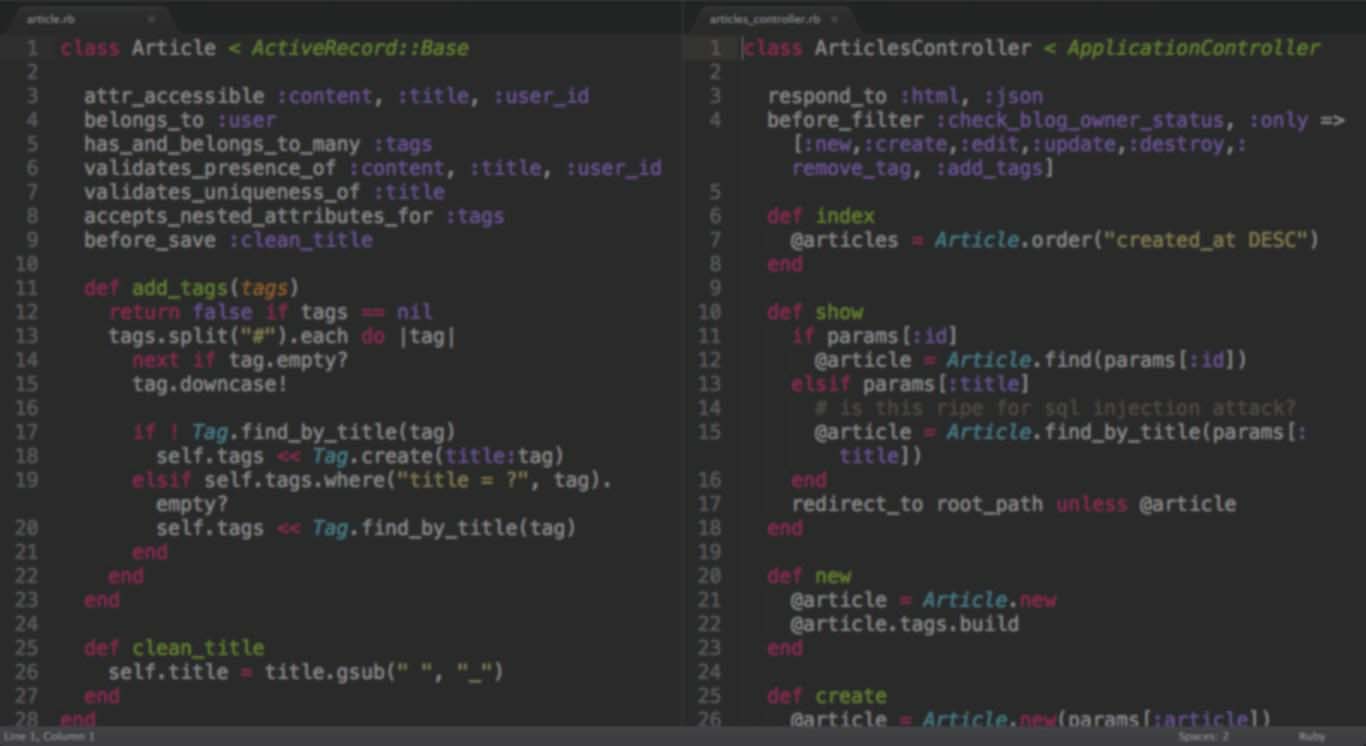 article.rb ×
1 class Article < ActiveRecord::Base
2
3 attr_accessible :content, :title, :user_id
4 belongs_to :user
5 has_and_belongs_to_many :tags
6 validates_presence_of :content, :title, :user_id
7 validates_uniqueness_of :title
8 accepts_nested_attributes_for :tags
9 before_save :clean_title
10
11 def add_tags(tags)
12 return false if tags == nil
13 tags.split("#").each do |tag|
14 next if tag.empty?
15 tag.downcase!
16
17 if ! Tag.find_by_title(tag)
18 self.tags << Tag.create(title:tag)
19 elsif self.tags.where("title = ?", tag).
empty?
20 self.tags << Tag.find_by_title(tag)
21 end
22 end
23 end
24
25 def clean_title
26 self.title = title.gsub(" ", "_")
27 end
28 end
articles_controller.rb ×
1 class ArticlesController < ApplicationController
2
3 respond_to :html, :json
4 before_filter :check_blog_owner_status, :only =>
[:new,:create,:edit,:update,:destroy,:
remove_tag, :add_tags]
5
6 def index
7 @articles = Article.order("created_at DESC")
8 end
9
10 def show
11 if params[:id]
12 @article = Article.find(params[:id])
13 elsif params[:title]
14 # is this ripe for sql injection attack?
15 @article = Article.find_by_title(params[:
title])
16 end
17 redirect_to root_path unless @article
18 end
19
20 def new
21 @article = Article.new
22 @article.tags.build
23 end
24
25 def create
26 @article = Article.new(params[:article])
Line 1, Column 1
Spaces: 2
Ruby